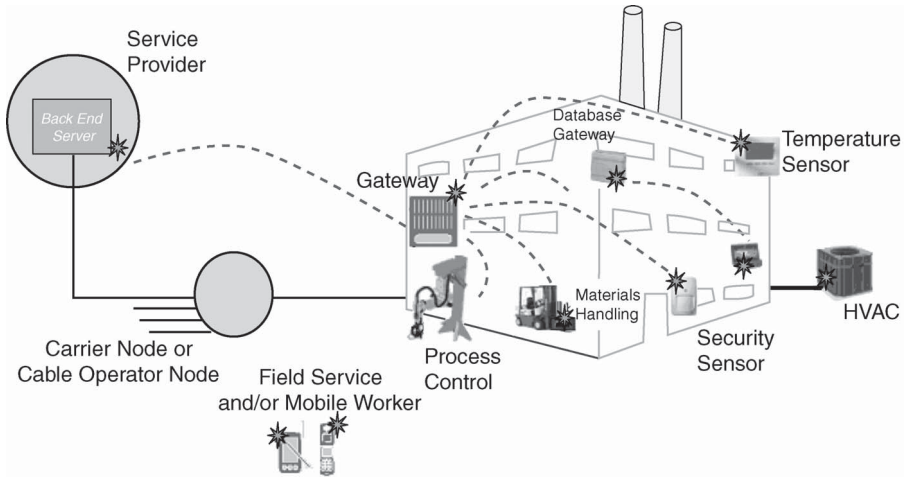 Service
Provider
Back End
Server
Database
Gateway
Temperature
Sensor
Gateway
Materials
Handling
HVAC
Security
Sensor
Process
Control
Carrier Node or
Cable Operator Node
Field Service
and/or Mobile Worker